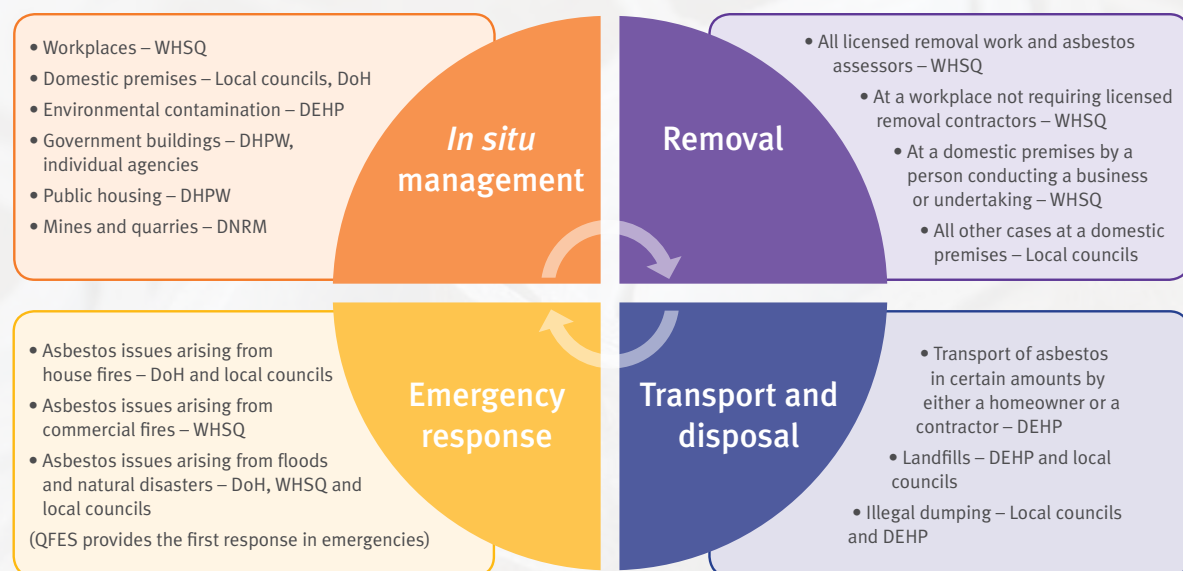 • Workplaces – WHSQ
• Domestic premises – Local councils, DoH
• Environmental contamination – DEHP
• Government buildings – DHPW,
individual agencies
• Public housing – DHPW
• Mines and quarries – DNRM
In situ
management
Removal
• All licensed removal work and asbestos
assessors – WHSQ
• At a workplace not requiring licensed
removal contractors – WHSQ
• At a domestic premises by a
person conducting a business
or undertaking – WHSQ
• All other cases at a domestic
premises – Local councils
• Asbestos issues arising from
house fires – DoH and local councils
• Asbestos issues arising from
commercial fires – WHSQ
• Asbestos issues arising from floods
and natural disasters – DoH, WHSQ and
local councils
(QFES provides the first response in emergencies)
Emergency
response
Transport and
disposal
• Transport of asbestos
in certain amounts by
either a homeowner or a
contractor – DEHP
• Landfills – DEHP and local
councils
• Illegal dumping – Local councils
and DEHP